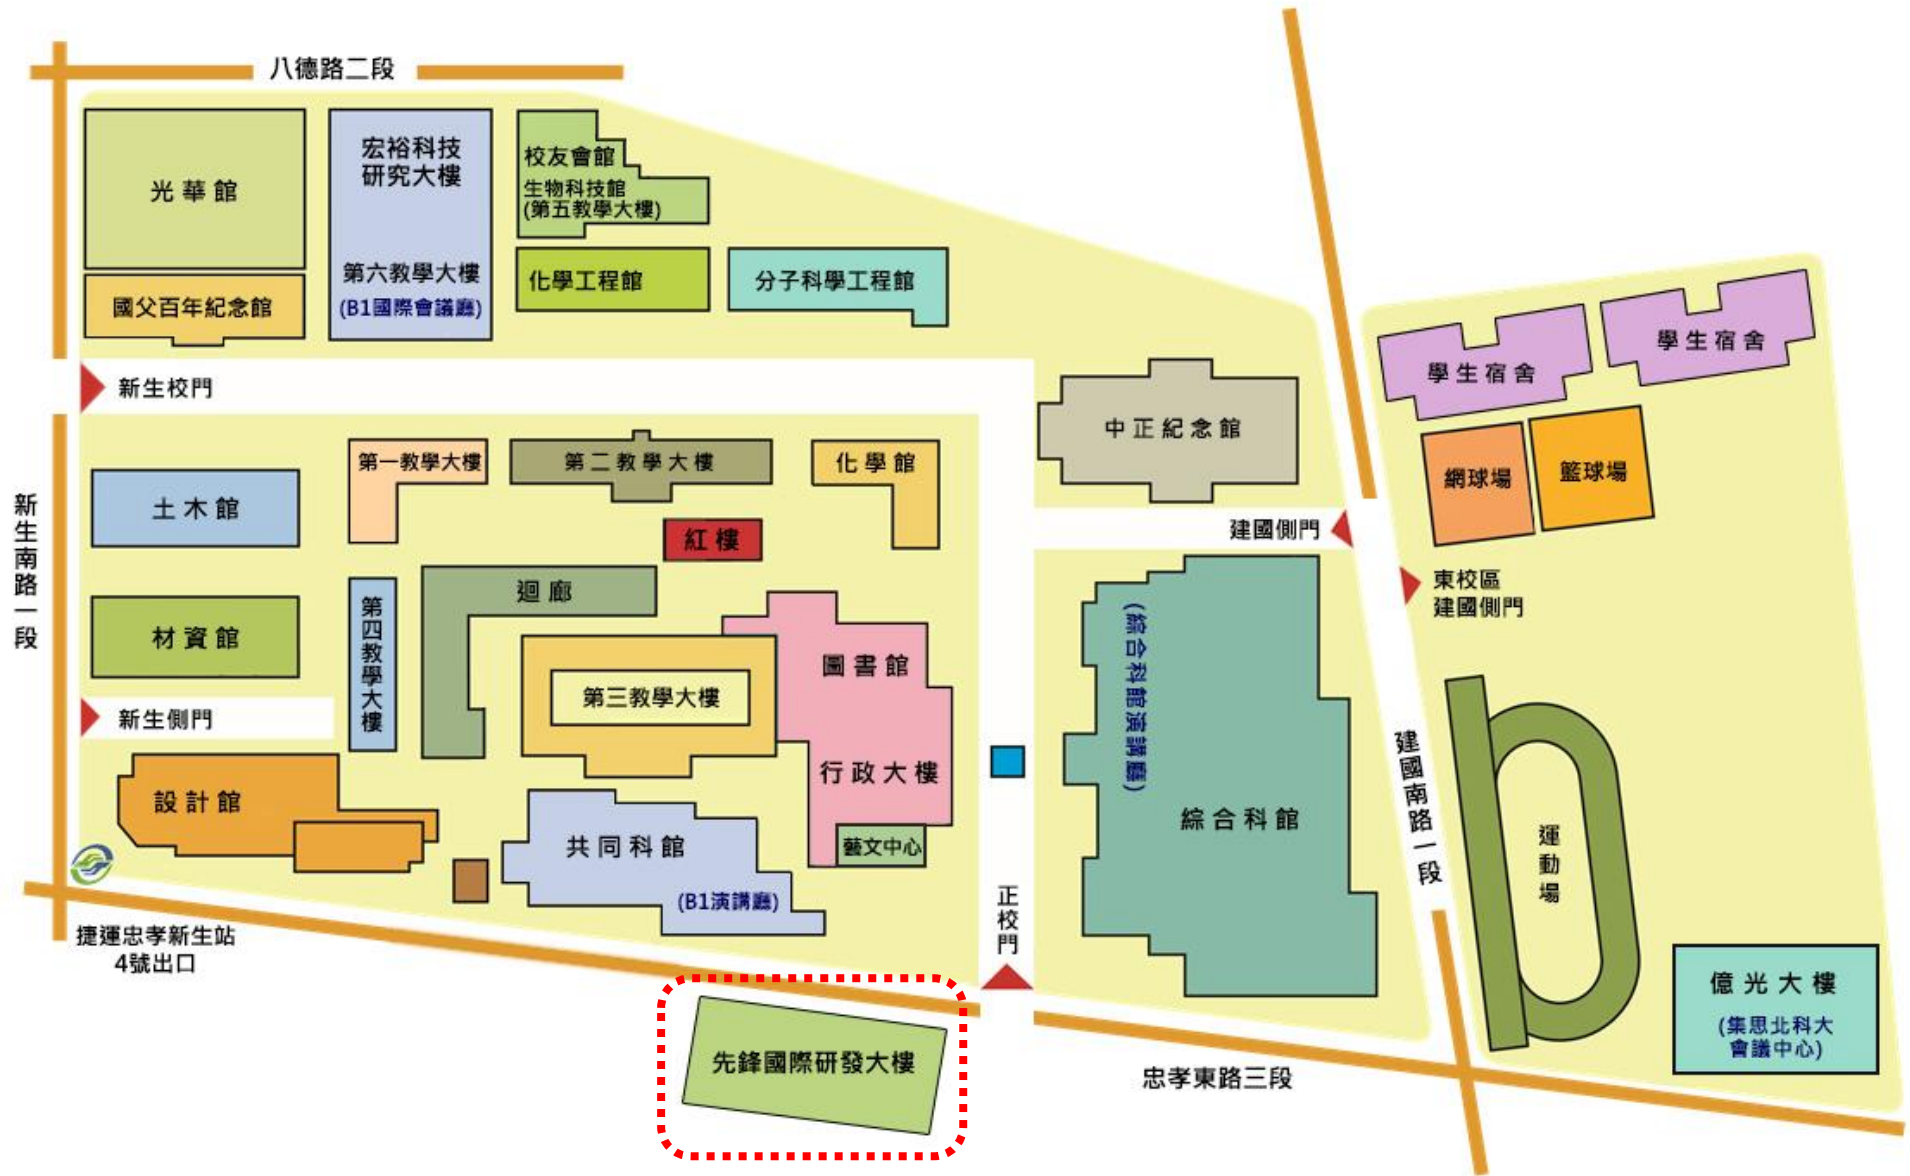 八德路二段
光華館
宏裕科技
研究大樓
校友會館
生物科技館
(第五教學大樓)
第六教學大樓
(B1國際會議廳)
化學工程館
分子科學工程館
國父百年紀念館
新生校門
中正紀念館
學生宿舍
學生宿舍
網球場
籃球場
第一教學大樓
第二教學大樓
化學館
土木館
紅樓
建國側門
東校區
建國側門
新生南路一段
迴廊
材資館
第四教學大樓
(綜合科館演講廳)
圖書館
第三教學大樓
新生側門
行政大樓
建國南路一段
設計館
共同科館
藝文中心
綜合科館
運動場
(B1演講廳)
正校門
捷運忠孝新生站
4號出口
億光大樓
(集思北科大
會議中心)
先鋒國際研發大樓
忠孝東路三段